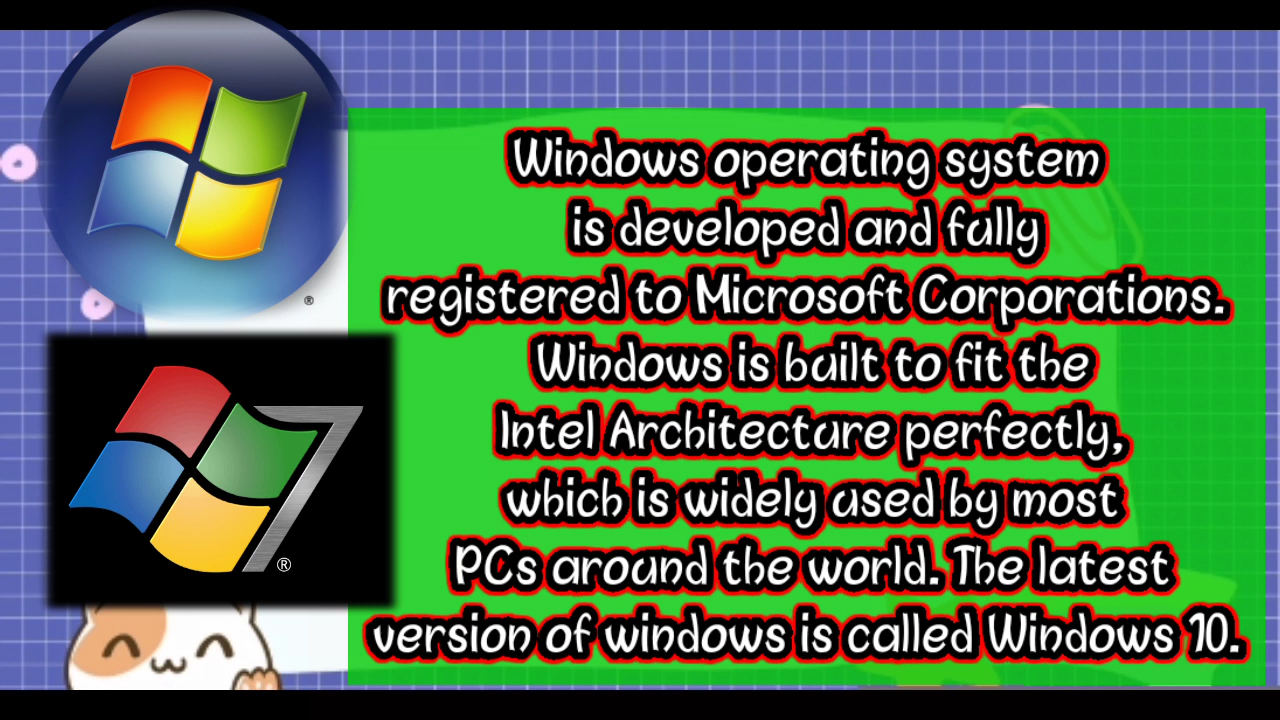 Windows operating system
is developed and fully
registered to Microsoft Corporations.
Windows is built to fit the
Intel Architecture perfectly,
which is widely used by most
PCs around the world. The latest
version of windows is called Windows 10.
®
7
®